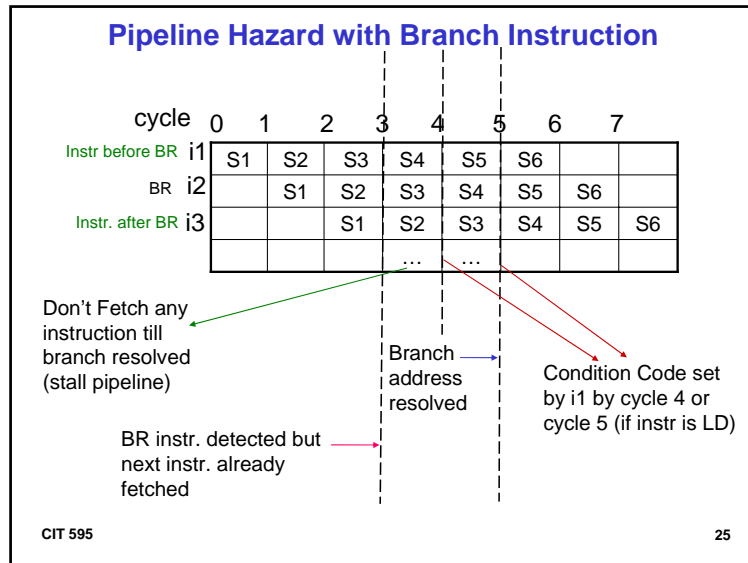 Pipeline Hazard with Branch Instruction
cycle 0 1 2 3 4 5 6 7
Instr before BR i1 S1 S2 S3 S4 S5 S6
BR i2 S1 S2 S3 S4 S5 S6
Instr. after BR i3 S1 S2 S3 S4 S5 S6
... ...
Don't Fetch any
instruction till
branch resolved
(stall pipeline)
Branch
address
resolved
Condition Code set
by i1 by cycle 4 or
cycle 5 (if instr is LD)
BR instr. detected but
next instr. already
fetched
CIT 595
25